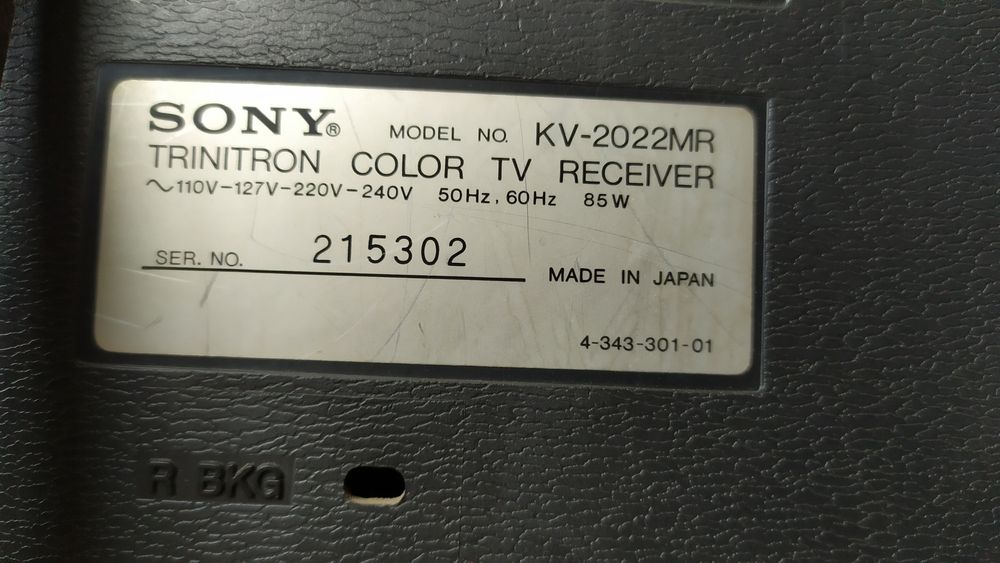 SONY® MODEL NO. KV-2022MR
TRINITRON COLOR TV RECEIVER
~110V-127V-220V-240V 50Hz, 60Hz 85W
SER. NO. 215302
MADE IN JAPAN
4-343-301-01
R BKG